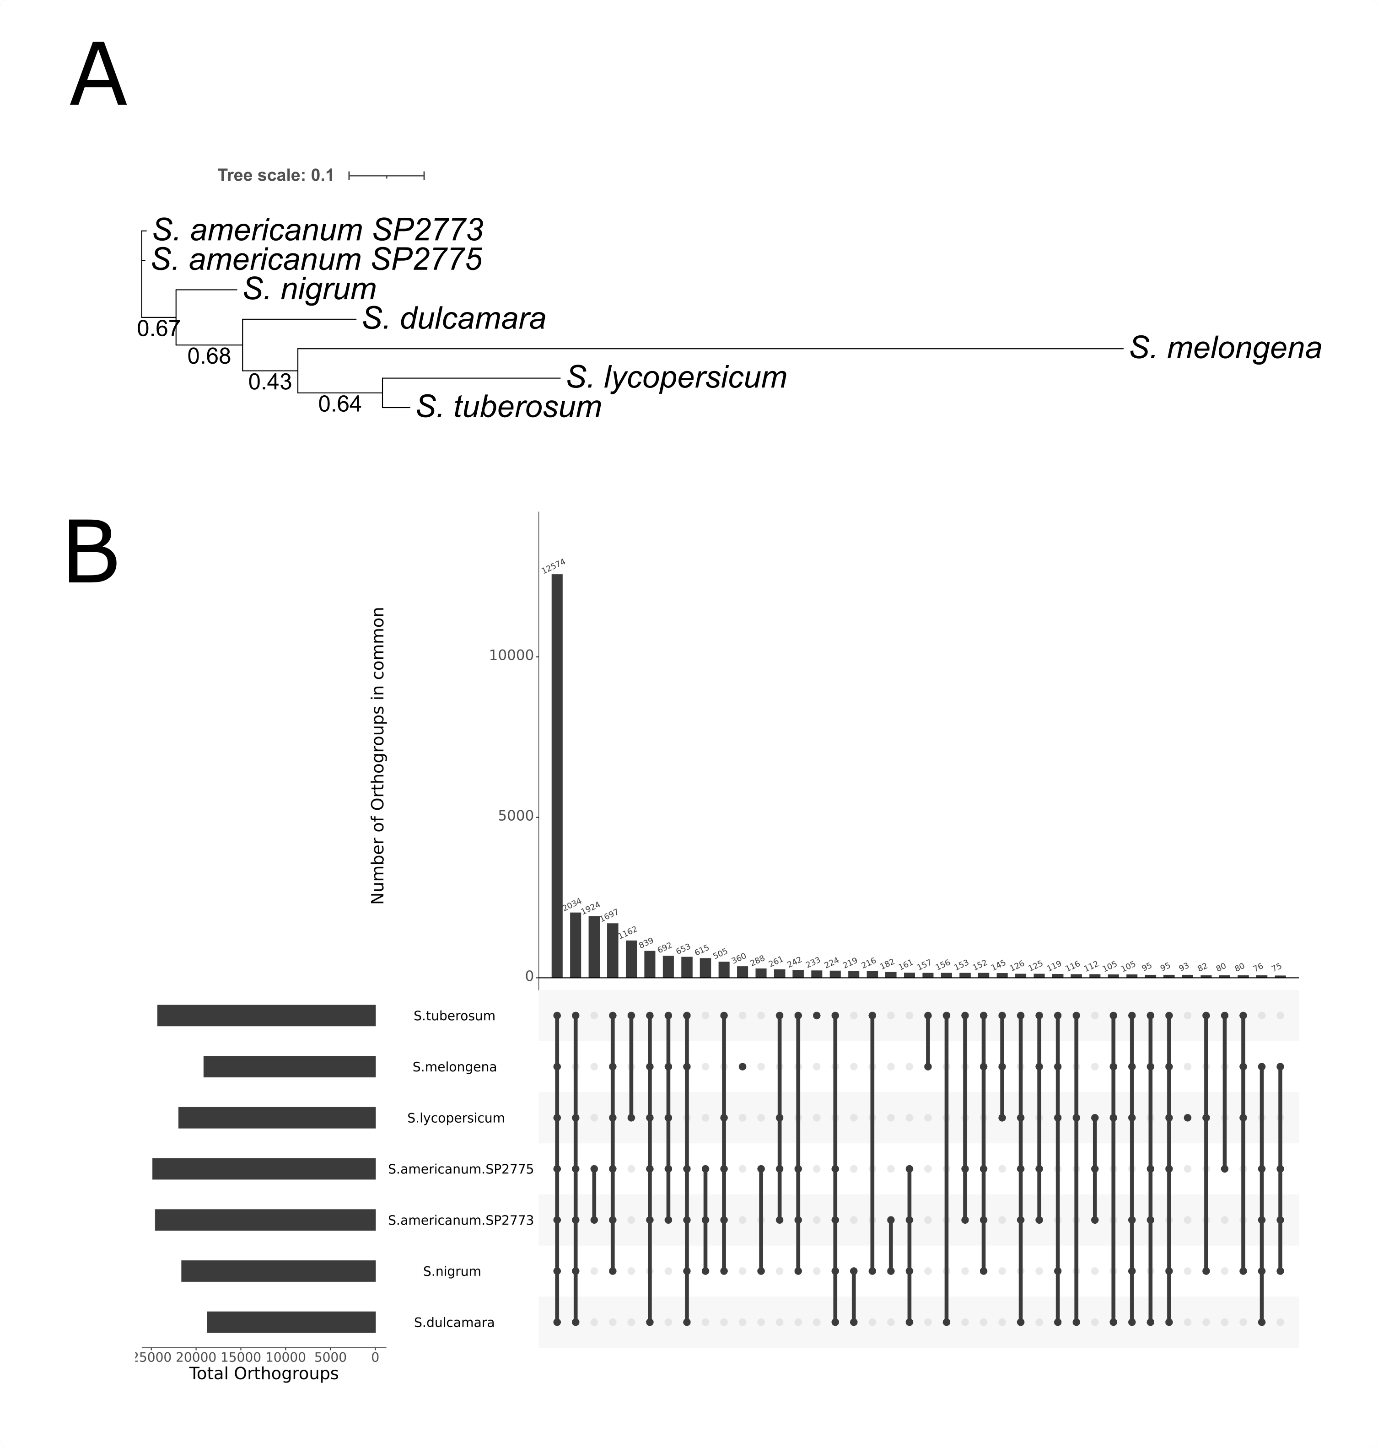 A
Tree scale: 0.1
S. americanum SP2773
S. americanum SP2775
S. nigrum
0.67
S. dulcamara
0.68
S. melongena
0.43
S. lycopersicum
0.64
S. tuberosum
B
Number of Orthogroups in common
10000
5000
0
12574
2034
1924
1697
1162
839
692
653
615
505
360
288
261
242
233
224
219
216
182
161
157
156
153
152
145
126
125
119
116
112
105
105
95
95
93
82
80
80
76
75
S.tuberosum
S.melongena
S.lycopersicum
S.americanum.SP2775
S.americanum.SP2773
S.nigrum
S.dulcamara
25000 20000 15000 10000 5000 0
Total Orthogroups